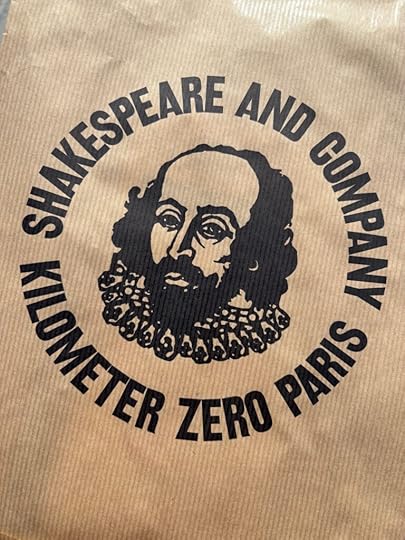 SHAKESPEARE AND COMPANY
KILOMETER ZERO PARIS